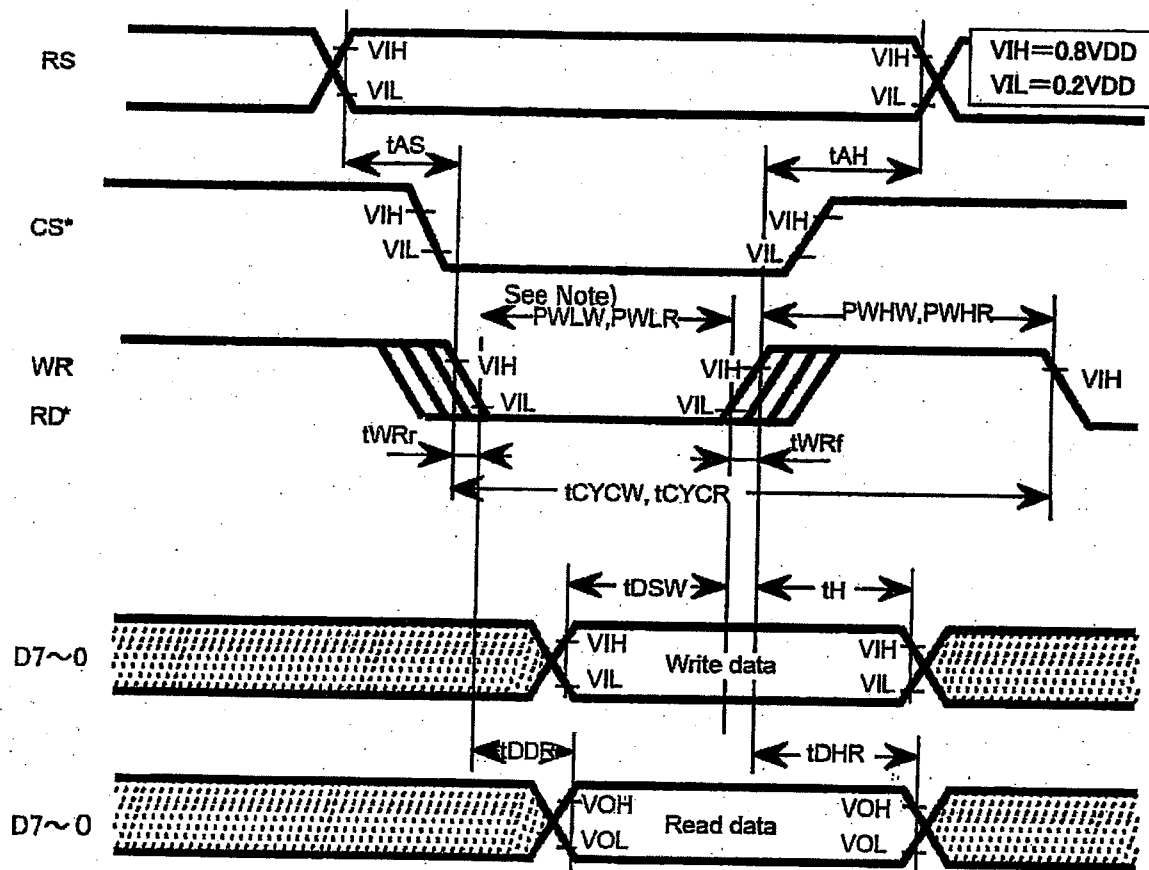 RS
VIH
VIH
VIH=0.8VDD
VIL
VIL
VIL=0.2VDD
tAS
tAH
CS*
VIH
VIH
VIL
VIL
See Note)
PWLW,PWLR
PWHW,PWHR
WR
VIH
VIH
VIH
RD*
VIL
VIL
tWRr
tWRf
tCYCW, tCYCR
tDSW
tH
D7~0
VIH
Write data
VIH
VIL
VIL
tDDR
tDHR
D7~0
VOH
Read data
VOH
VOL
VOL